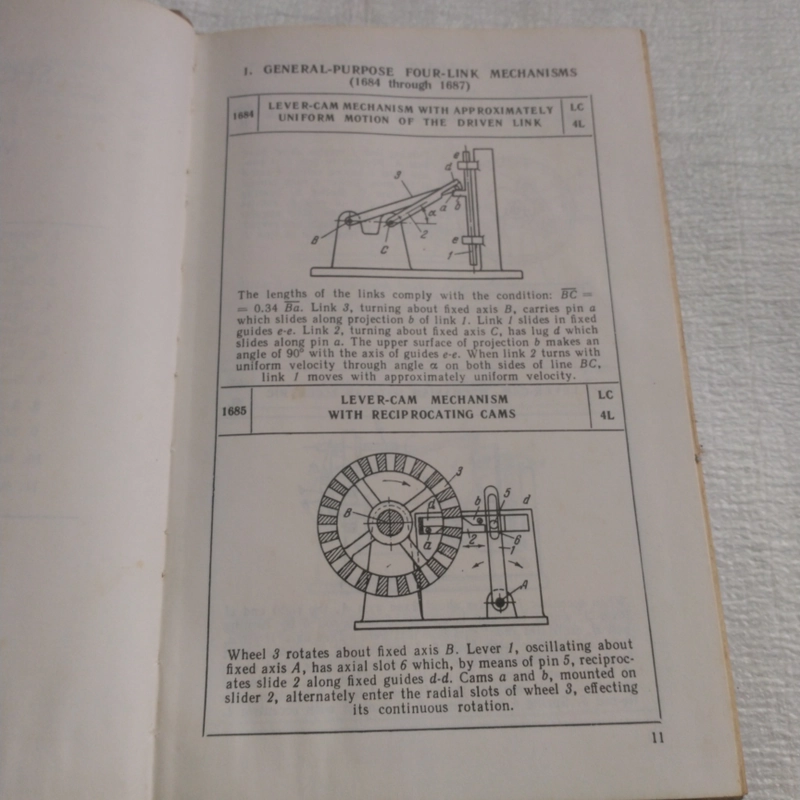 1. GENERAL-PURPOSE FOUR-LINK MECHANISMS
(1684 through 1687)
1684
LEVER-CAM MECHANISM WITH APPROXIMATELY
UNIFORM MOTION OF THE DRIVEN LINK
LC
4L
e
d
3
a
b
α
2
B
C
e
1
The lengths of the links comply with the condition: B̅C̅ =
= 0.34 B̅a̅. Link 3, turning about fixed axis B, carries pin a
which slides along projection b of link 1. Link 1 slides in fixed
guides e-e. Link 2, turning about fixed axis C, has lug d which
slides along pin a. The upper surface of projection b makes an
angle of 90° with the axis of guides e-e. When link 2 turns with
uniform velocity through angle α on both sides of line BC,
link 1 moves with approximately uniform velocity.
1685
LEVER-CAM MECHANISM
WITH RECIPROCATING CAMS
LC
4L
3
d
b
5
d
B
a
2
6
1
A
Wheel 3 rotates about fixed axis B. Lever 1, oscillating about
fixed axis A, has axial slot 6 which, by means of pin 5, reciproc-
ates slide 2 along fixed guides d-d. Cams a and b, mounted on
slider 2, alternately enter the radial slots of wheel 3, effecting
its continuous rotation.
11